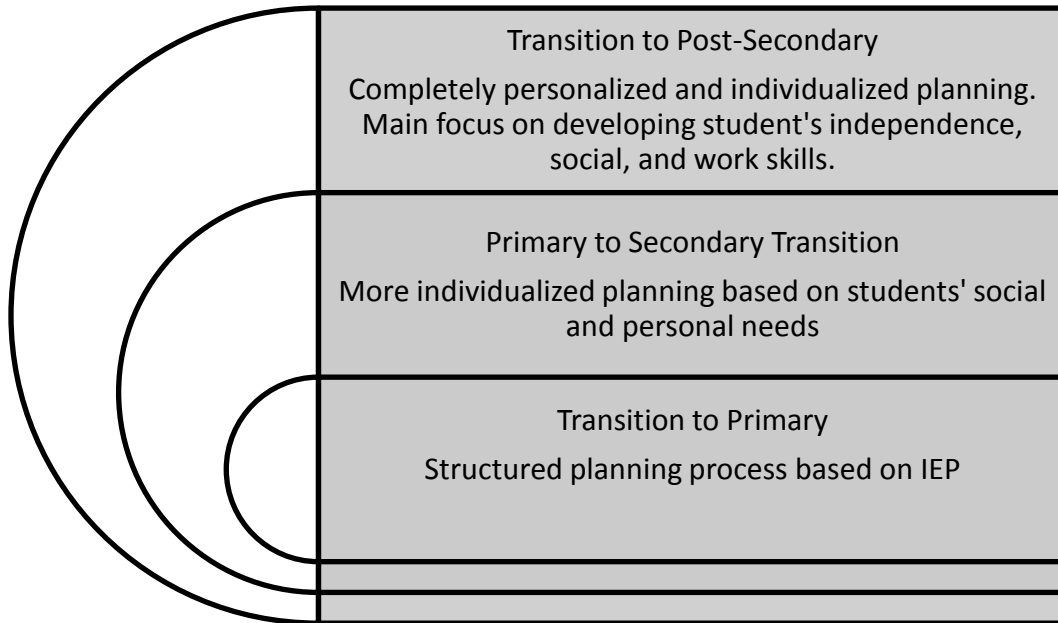 Transition to Post-Secondary
Completely personalized and individualized planning.
Main focus on developing student's independence,
social, and work skills.
Primary to Secondary Transition
More individualized planning based on students' social
and personal needs
Transition to Primary
Structured planning process based on IEP